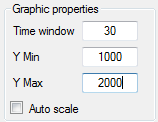 Graphic properties
Time window 30
Y Min 1000
Y Max 2000
Auto scale